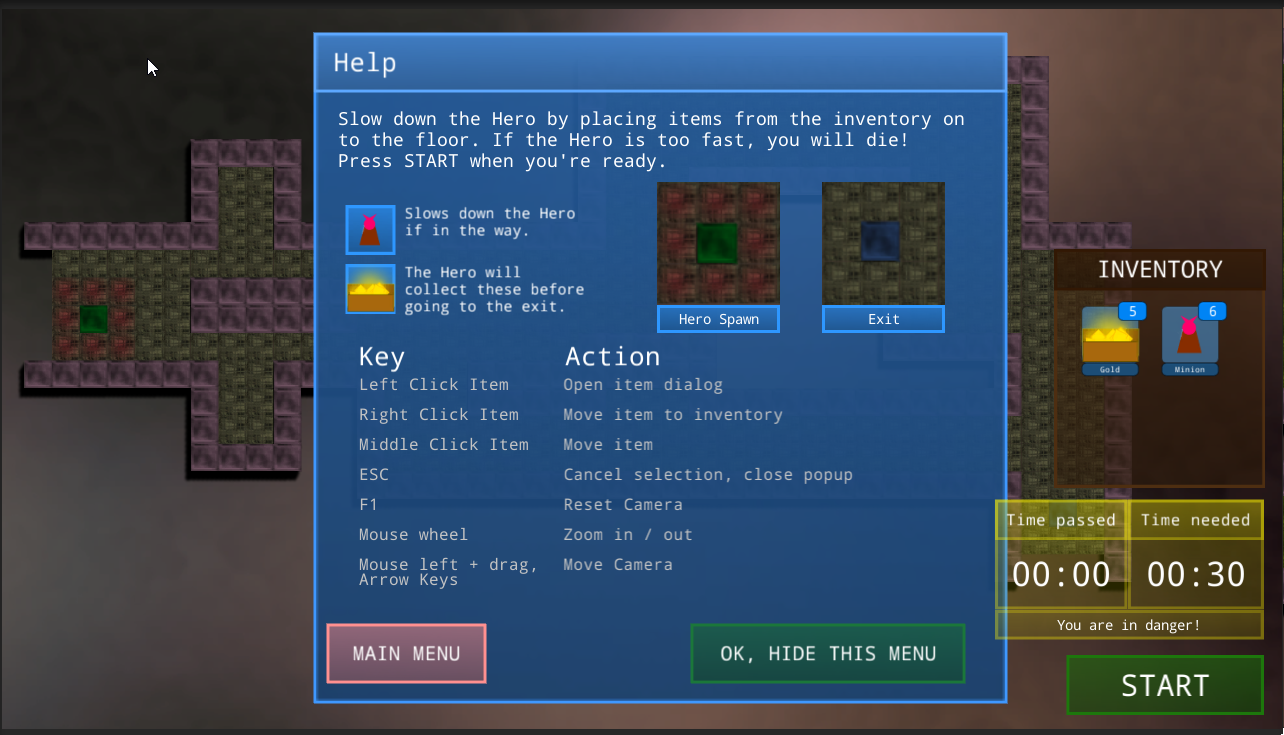 Help
Slow down the Hero by placing items from the inventory on
to the floor. If the Hero is too fast, you will die!
Press START when you're ready.
Slows down the Hero
if in the way.
The Hero will
collect these before
going to the exit.
Hero Spawn
Exit
Key Action
Left Click Item Open item dialog
Right Click Item Move item to inventory
Middle Click Item Move item
ESC Cancel selection, close popup
F1 Reset Camera
Mouse wheel Zoom in / out
Mouse left + drag, Move Camera
Arrow Keys
MAIN MENU
OK, HIDE THIS MENU
INVENTORY
5
6
Gold
Minion
Time passed
Time needed
00:00
00:30
You are in danger!
START